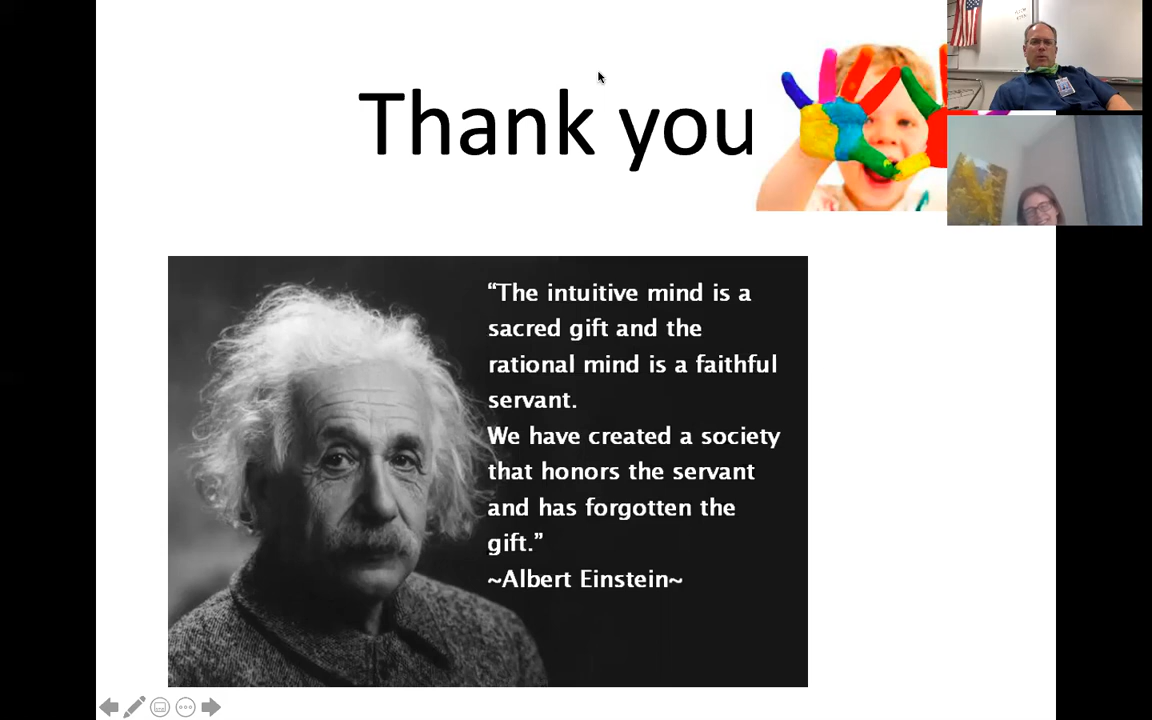 Thank you
“The intuitive mind is a
sacred gift and the
rational mind is a faithful
servant.
We have created a society
that honors the servant
and has forgotten the
gift.”
~Albert Einstein~